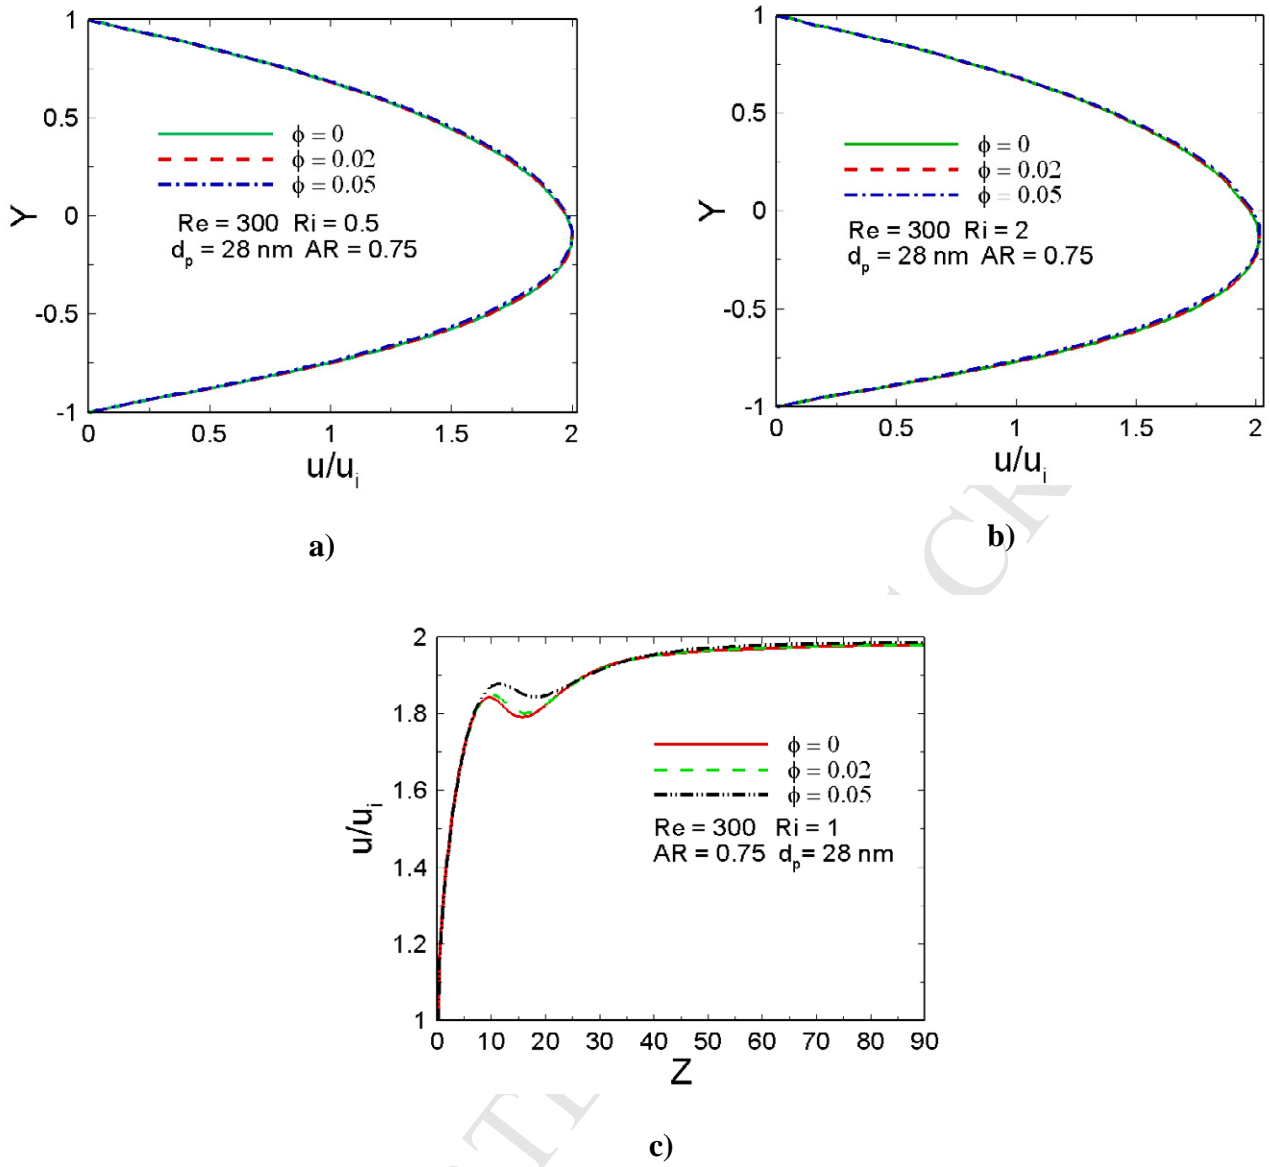 1
0.5
0
-0.5
-1
Y
ϕ = 0
ϕ = 0.02
ϕ = 0.05
Re = 300 Ri = 0.5
dₚ = 28 nm AR = 0.75
0 0.5 1 1.5 2
u/uᵢ
a)
1
0.5
0
-0.5
-1
Y
ϕ = 0
ϕ = 0.02
ϕ = 0.05
Re = 300 Ri = 2
dₚ = 28 nm AR = 0.75
0 0.5 1 1.5 2
u/uᵢ
b)
2
1.8
1.6
1.4
1.2
1
u/uᵢ
ϕ = 0
ϕ = 0.02
ϕ = 0.05
Re = 300 Ri = 1
AR = 0.75 dₚ= 28 nm
0 10 20 30 40 50 60 70 80 90
Z
c)